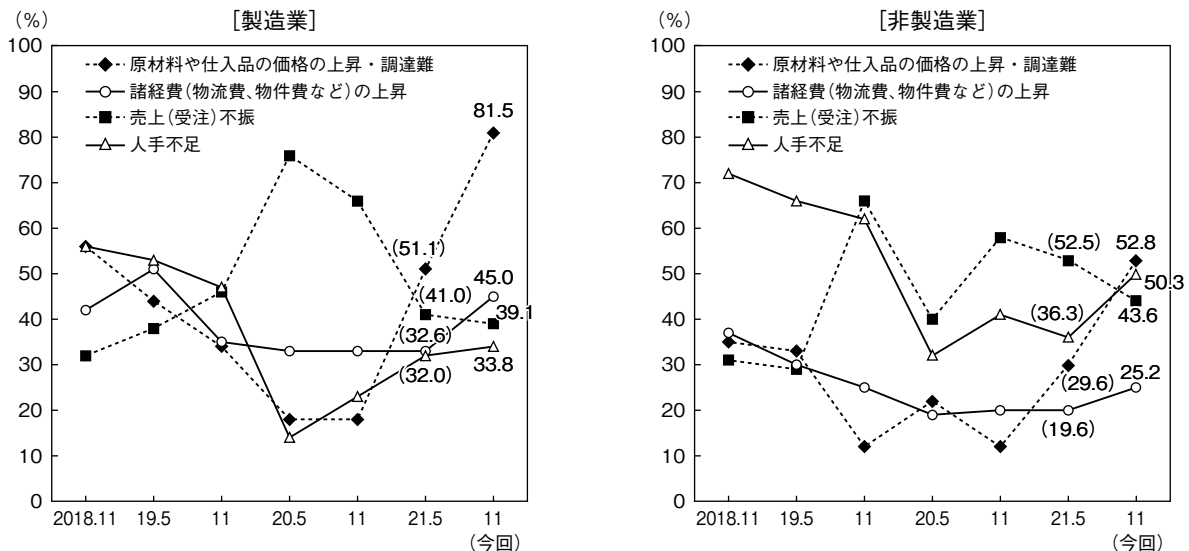 (%)
[製造業]
100
90
80
70
60
50
40
30
20
10
0
原材料や仕入品の価格の上昇・調達難
諸経費(物流費、物件費など)の上昇
売上(受注)不振
人手不足
81.5
(51.1)
45.0
(41.0)
39.1
(32.6)
(32.0)
33.8
2018.11 19.5 11 20.5 11 21.5 11
(今回)
(%)
[非製造業]
100
90
80
70
60
50
40
30
20
10
0
原材料や仕入品の価格の上昇・調達難
諸経費(物流費、物件費など)の上昇
売上(受注)不振
人手不足
(52.5)
52.8
50.3
(36.3)
43.6
(29.6)
25.2
(19.6)
2018.11 19.5 11 20.5 11 21.5 11
(今回)